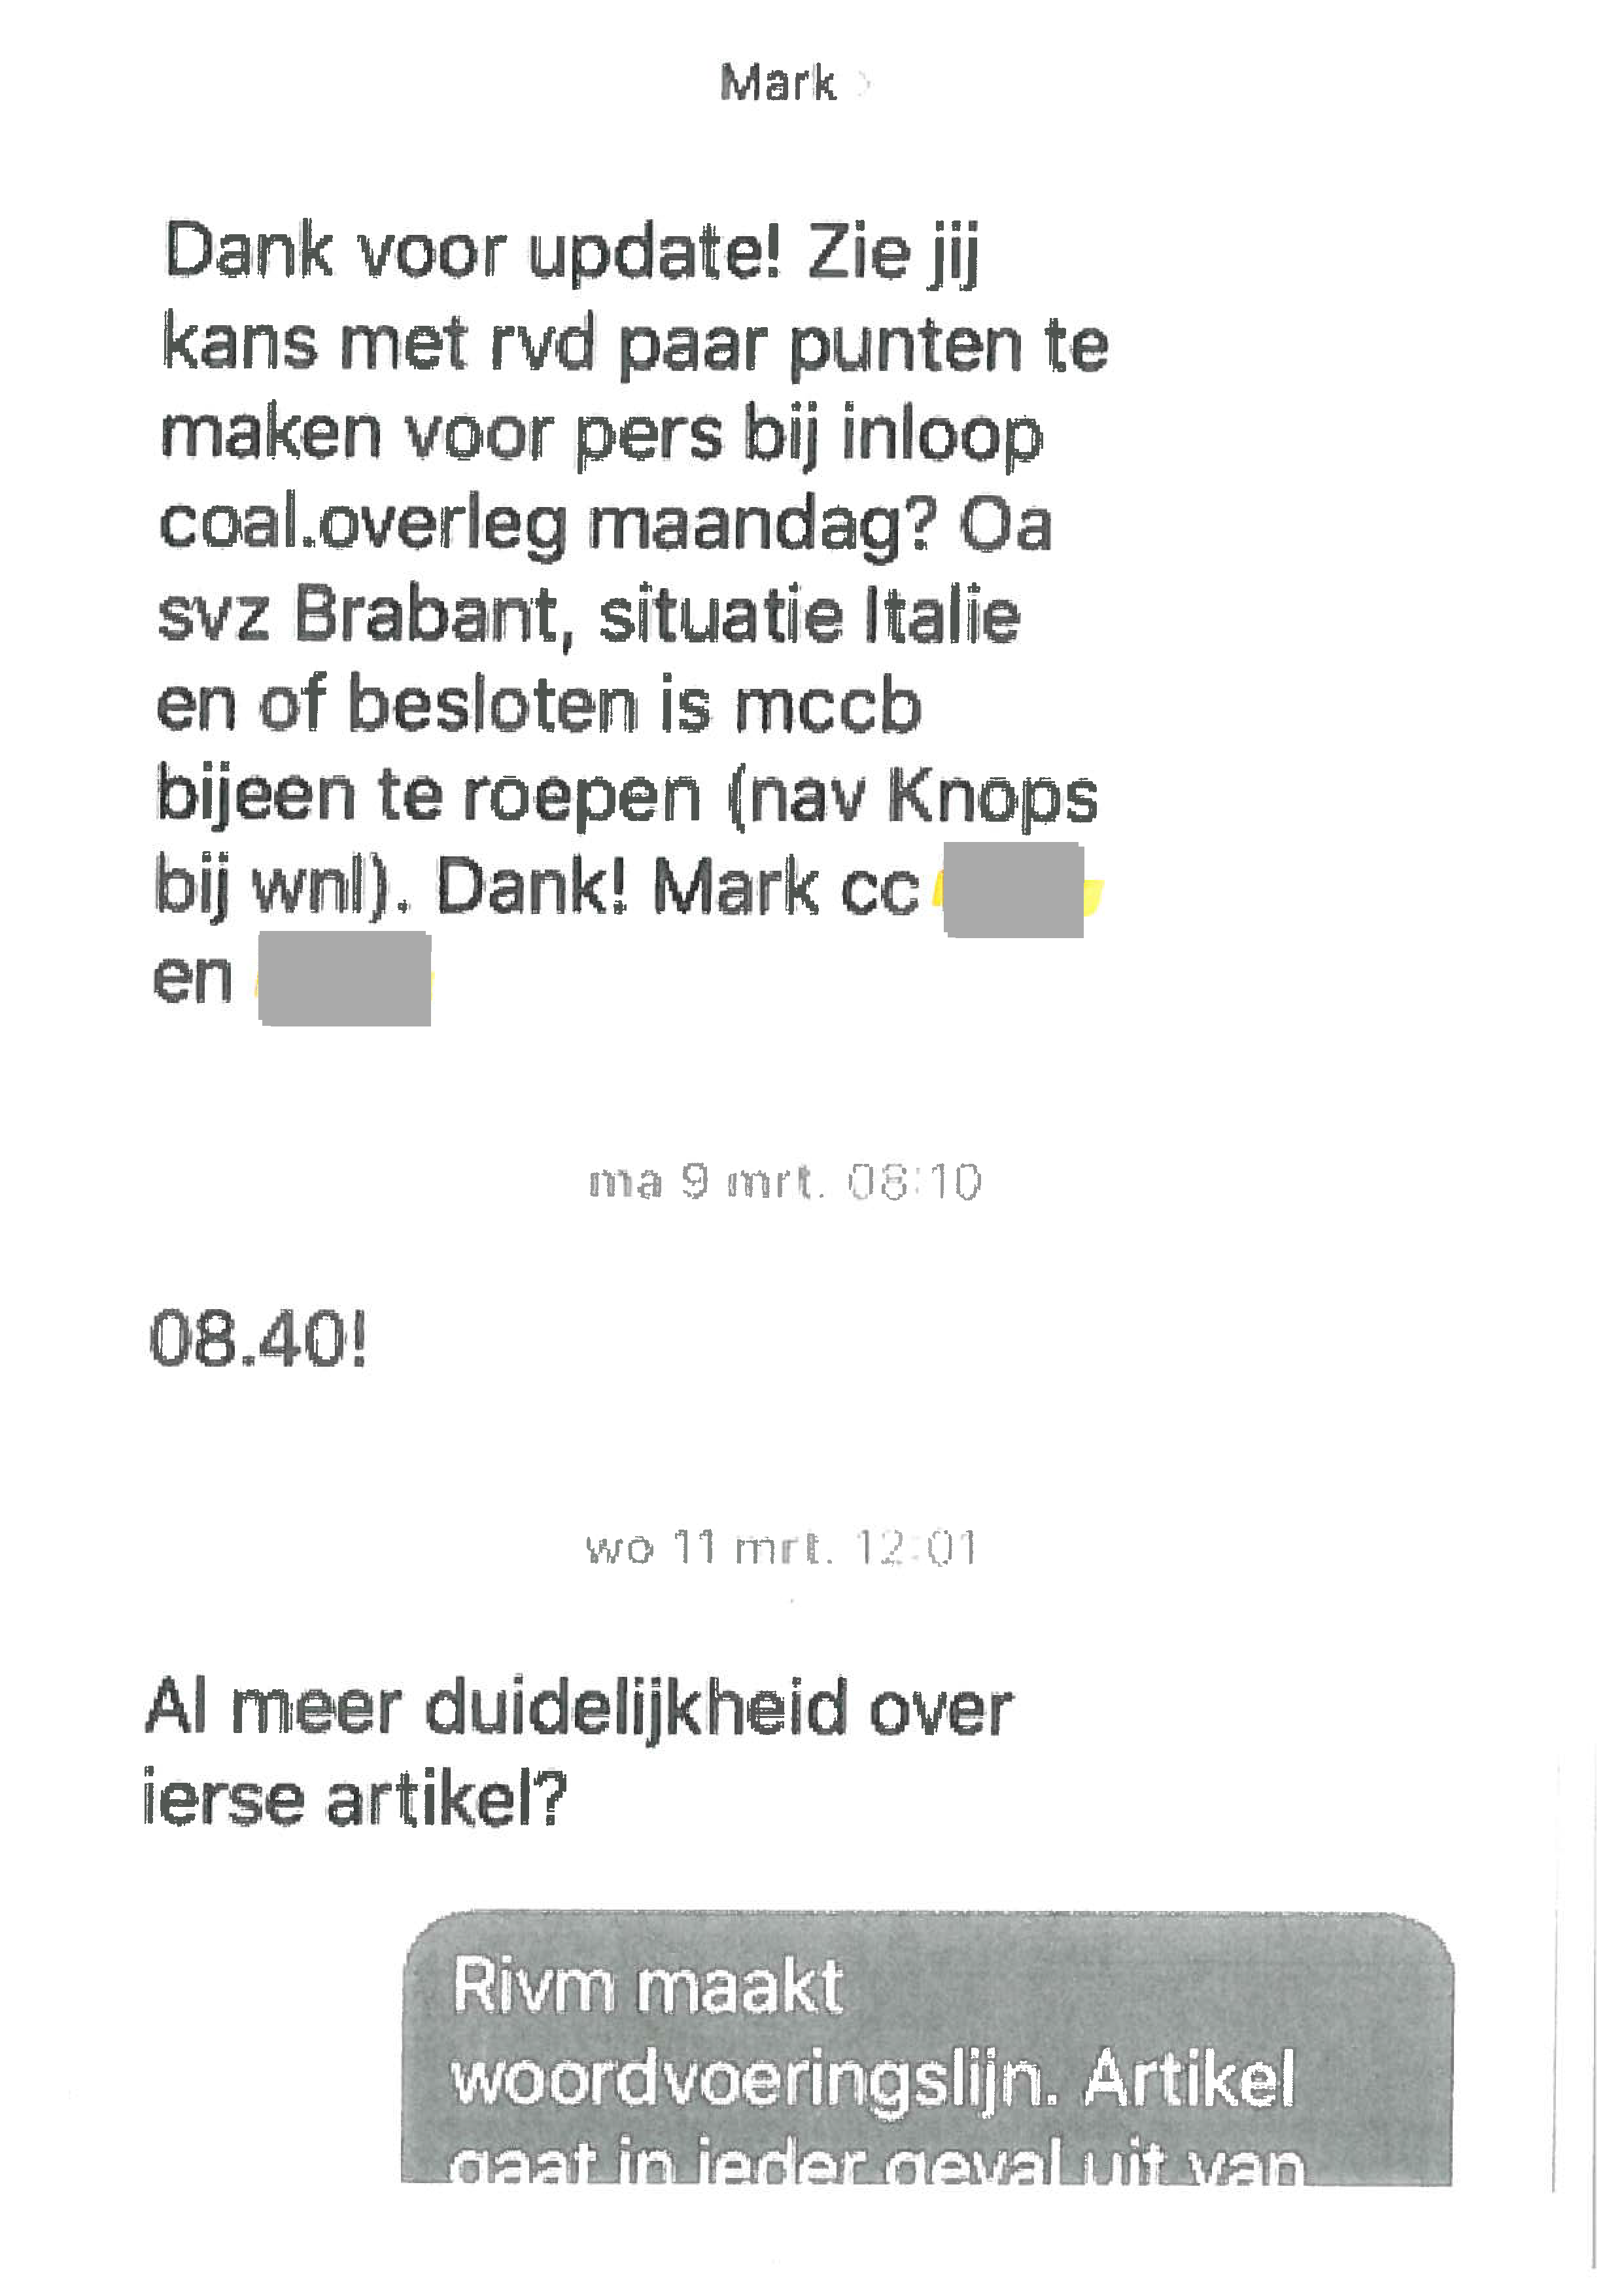 Mark
Dank voor update! Zie jij
kans met rvd paar punten te
maken voor pers bij inloop
coal.overleg maandag? Oa
svz Brabant, situatie Italie
en of besloten is mccb
bijeen te roepen (nav Knops
bij wnl). Dank! Mark cc
en
ma 9 mrt. 08:10
08.40!
wo 11 mrt. 12:01
Al meer duidelijkheid over
ierse artikel?
Rivm maakt
woordvoeringslijn. Artikel
gaat in ieder geval uit van